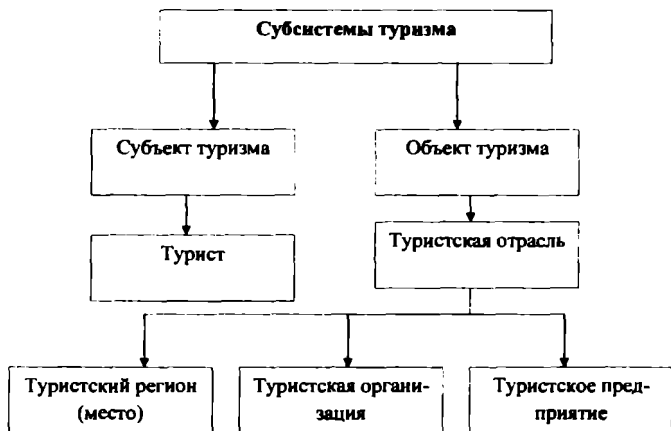 Субсистемы туризма
Субъект туризма
Объект туризма
Турист
Туристская отрасль
Туристский регион
(место)
Туристская органи-
зация
Туристское пред-
приятие